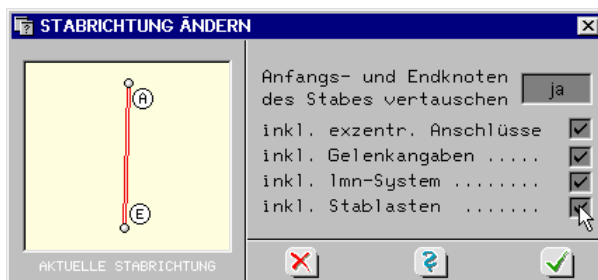 STABRICHTUNG ÄNDERN
Anfangs- und Endknoten
des Stabes vertauschen
ja
inkl. exzentr. Anschlüsse
inkl. Gelenkangaben .....
inkl. lmn-System ........
inkl. Stablasten .......
A
E
AKTUELLE STABRICHTUNG